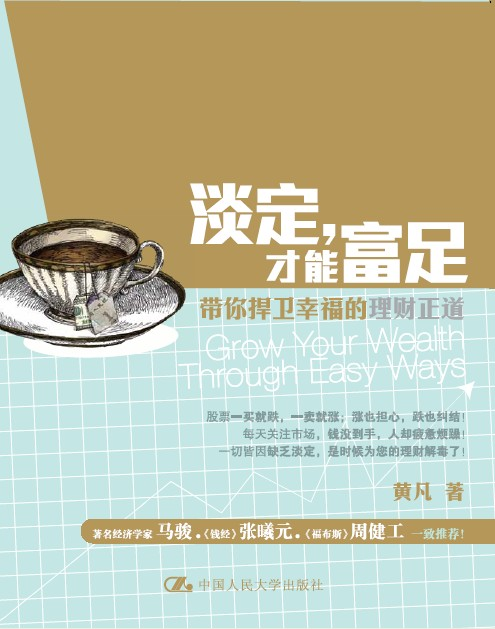 淡定，
才能富足
带你捍卫幸福的理财正道
Grow Your Wealth
Through Easy Ways
股票一买就跌，一卖就涨；涨也担心，跌也纠结！
每天关注市场，钱没到手，人却疲惫烦躁！
一切皆因缺乏淡定，是时候为您的理财解毒了！
黄凡 著
著名经济学家 马骏 。《钱经》张曦元 。《福布斯》周健工 一致推荐！
中国人民大学出版社